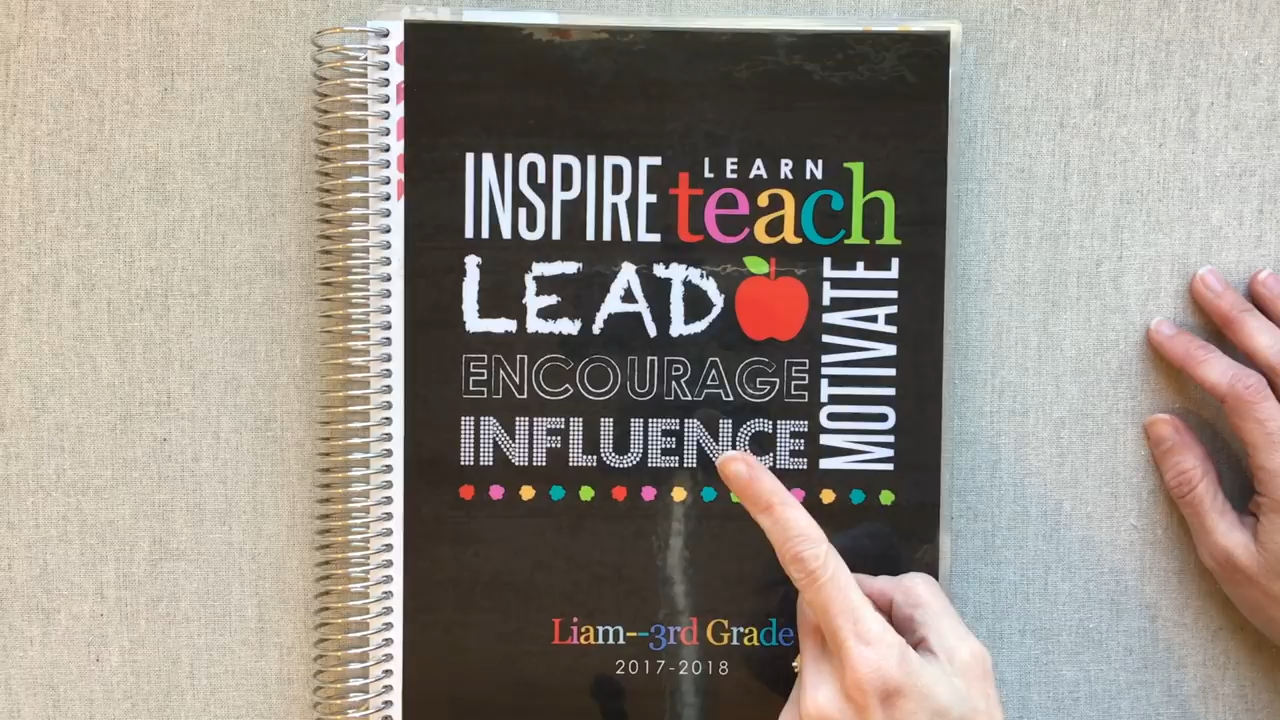 INSPIRE
LEARN
teach
LEAD
MOTIVATE
ENCOURAGE
INFLUENCE
Liam--3rd Grade
2017-2018